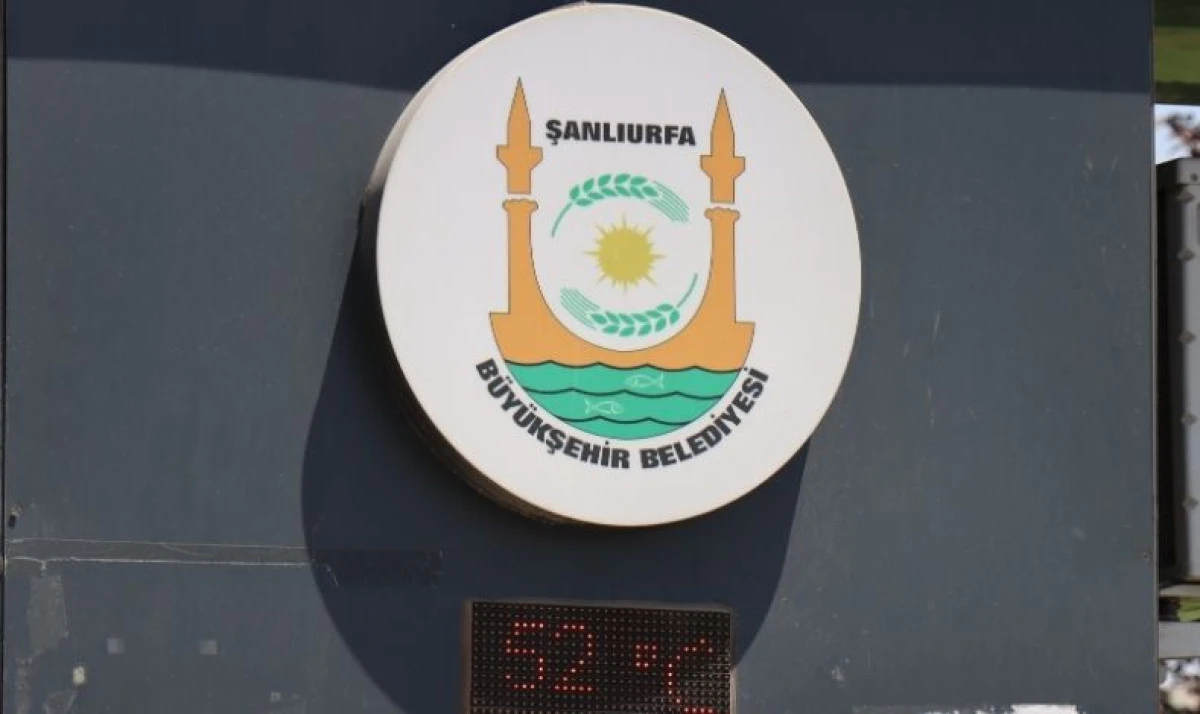 ŞANLIURFA
BÜYÜKŞEHİR BELEDİYESİ
52 °C